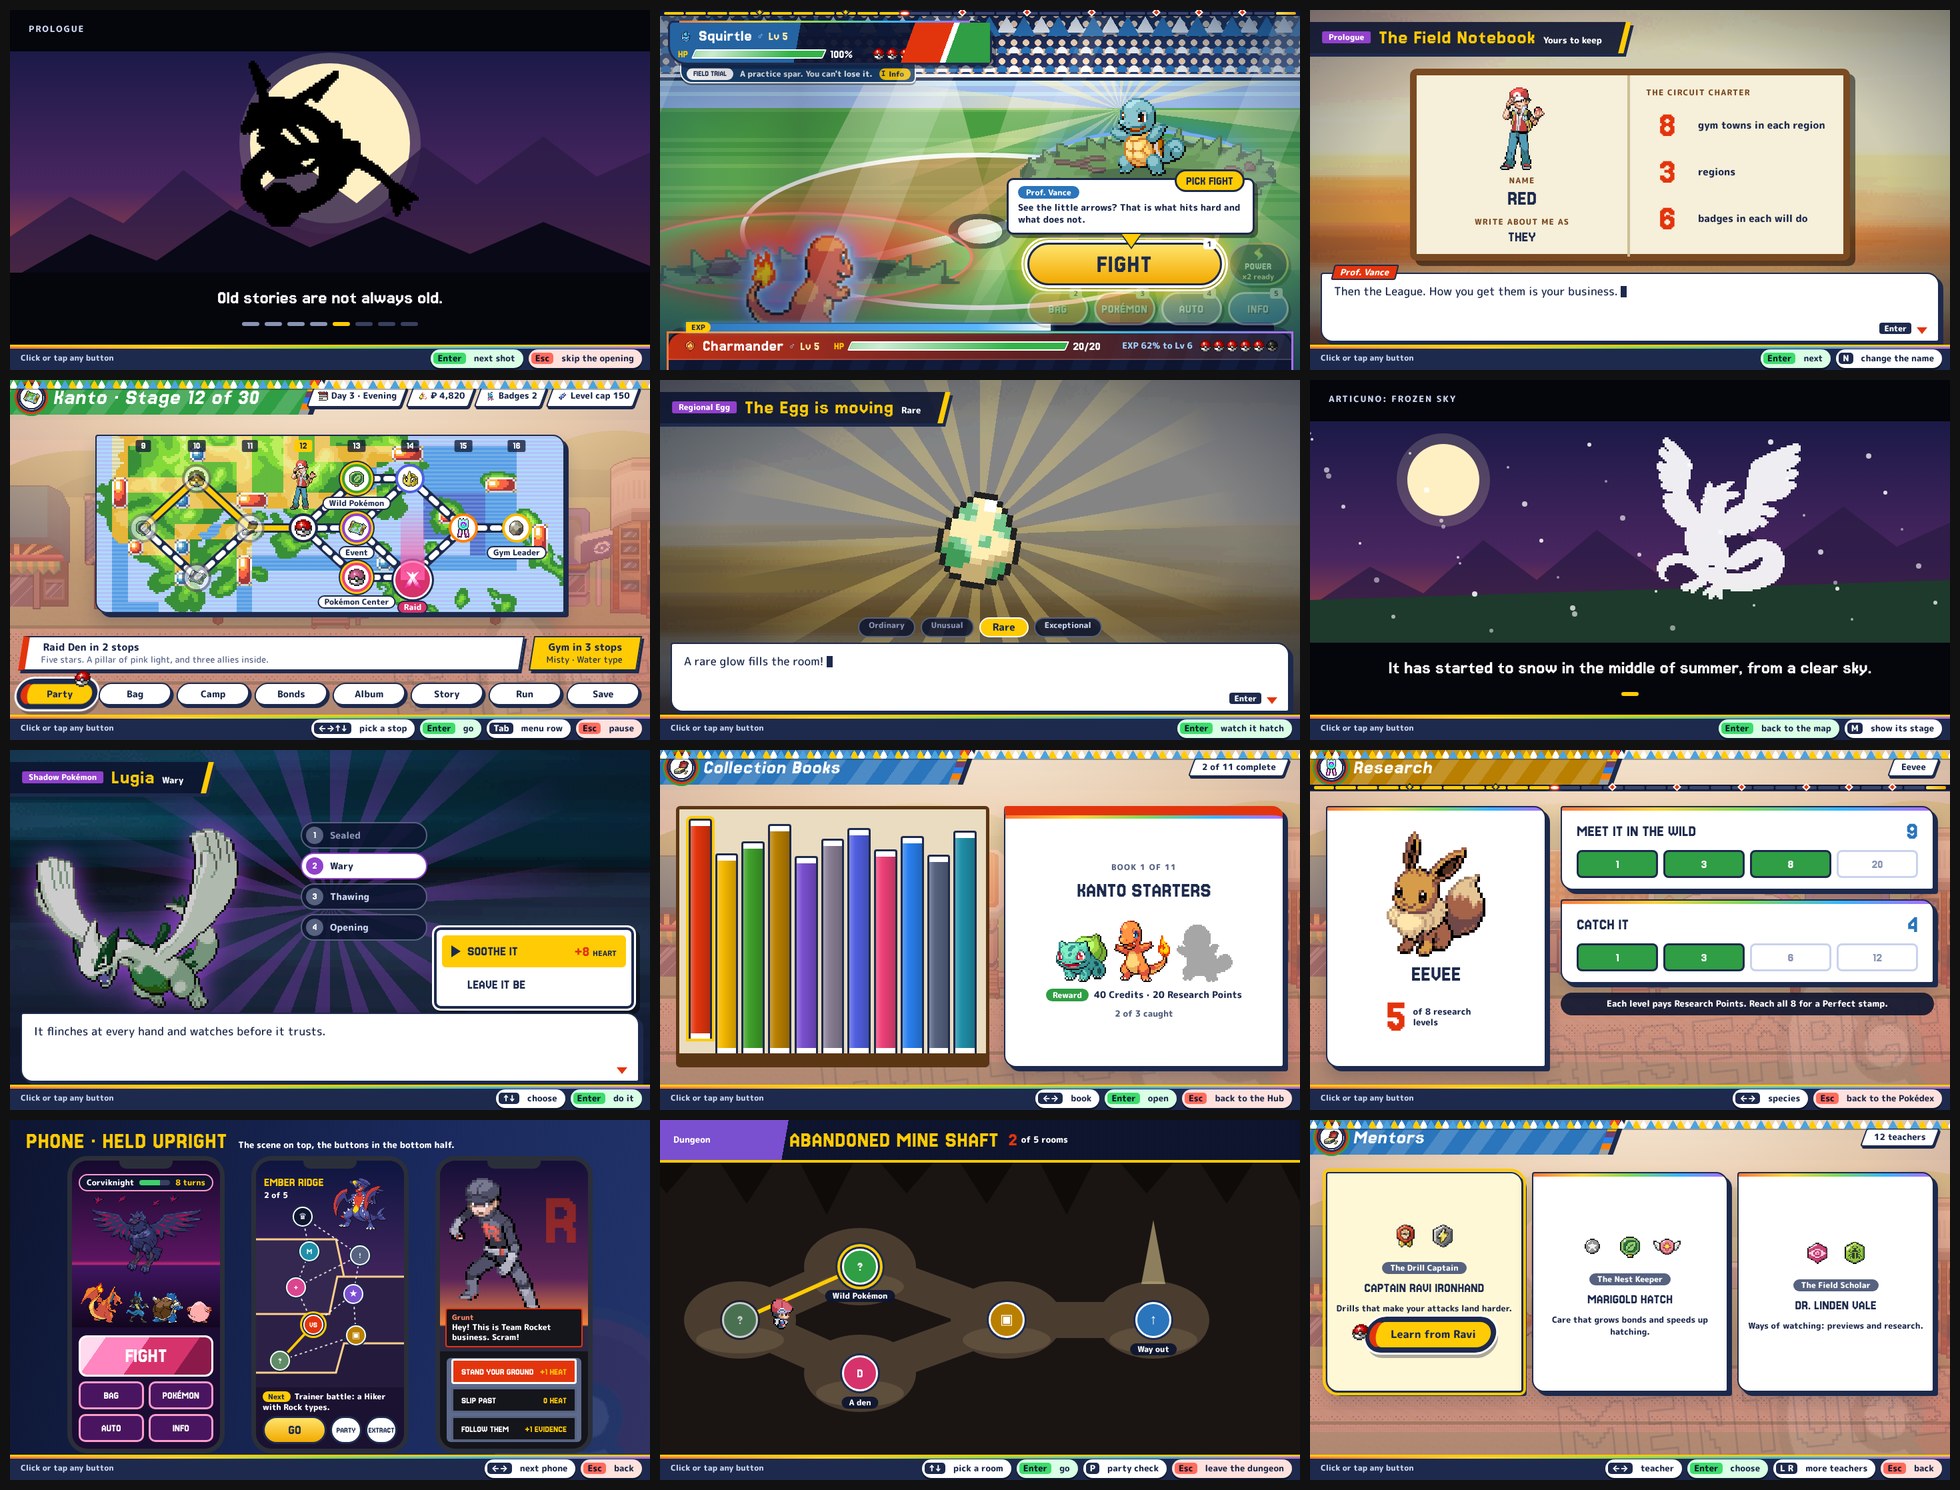 PROLOGUE
Old stories are not always old.
Click or tap any button
Enter next shot
Esc skip the opening
Squirtle ♂ Lv 5
HP 100%
FIELD TRIAL A practice spar. You can't lose it. I Info
PICK FIGHT
Prof. Vance
See the little arrows? That is what hits hard and
what does not.
1
FIGHT
POWER
×2 ready
2 BAG
3 POKÉMON
4 AUTO
5 INFO
EXP
Charmander ♂ Lv 5 HP 20/20 EXP 62% to Lv 6
Prologue The Field Notebook Yours to keep
NAME
RED
WRITE ABOUT ME AS
THEY
THE CIRCUIT CHARTER
8 gym towns in each region
3 regions
6 badges in each will do
Prof. Vance
Then the League. How you get them is your business.
Enter
Click or tap any button
Enter next
N change the name
Kanto · Stage 12 of 30
Day 3 · Evening
₽ 4,820
Badges 2
Level cap 150
9 10 11 12 13 14 15 16
Wild Pokémon
Event
Gym Leader
Pokémon Center
Raid
Raid Den in 2 stops
Five stars. A pillar of pink light, and three allies inside.
Gym in 3 stops
Misty · Water type
Party
Bag
Camp
Bonds
Album
Story
Run
Save
Click or tap any button
←→↑↓ pick a stop
Enter go
Tab menu row
Esc pause
Regional Egg The Egg is moving Rare
Ordinary
Unusual
Rare
Exceptional
A rare glow fills the room!
Enter
Click or tap any button
Enter watch it hatch
ARTICUNO: FROZEN SKY
It has started to snow in the middle of summer, from a clear sky.
Click or tap any button
Enter back to the map
M show its stage
Shadow Pokémon Lugia Wary
1 Sealed
2 Wary
3 Thawing
4 Opening
SOOTHE IT +8 HEART
LEAVE IT BE
It flinches at every hand and watches before it trusts.
Click or tap any button
↑↓ choose
Enter do it
Collection Books
2 of 11 complete
BOOK 1 OF 11
KANTO STARTERS
Reward 40 Credits · 20 Research Points
2 of 3 caught
Click or tap any button
←→ book
Enter open
Esc back to the Hub
Research
Eevee
EEVEE
5 of 8 research
levels
MEET IT IN THE WILD 9
1 3 8 20
CATCH IT 4
1 3 6 12
Each level pays Research Points. Reach all 8 for a Perfect stamp.
RESEARCH
Click or tap any button
←→ species
Esc back to the Pokédex
PHONE · HELD UPRIGHT The scene on top, the buttons in the bottom half.
Corviknight 8 turns
FIGHT
BAG
POKÉMON
AUTO
INFO
EMBER RIDGE
2 of 5
M
!
+
★
VS
?
Next Trainer battle: a Hiker
with Rock types.
GO
PARTY
EXTRACT
R
Grunt
Hey! This is Team Rocket
business. Scram!
STAND YOUR GROUND +1 HEAT
SLIP PAST 0 HEAT
FOLLOW THEM +1 EVIDENCE
Click or tap any button
←→ next phone
Esc back
Dungeon ABANDONED MINE SHAFT 2 of 5 rooms
?
Wild Pokémon
?
↑
Way out
D
A den
Click or tap any button
↑↓ pick a room
Enter go
P party check
Esc leave the dungeon
Mentors
12 teachers
The Drill Captain
CAPTAIN RAVI IRONHAND
Drills that make your attacks land harder.
Learn from Ravi
The Nest Keeper
MARIGOLD HATCH
Care that grows bonds and speeds up
hatching.
The Field Scholar
DR. LINDEN VALE
Ways of watching: previews and research.
MENTORS
Click or tap any button
←→ teacher
Enter choose
L R more teachers
Esc back